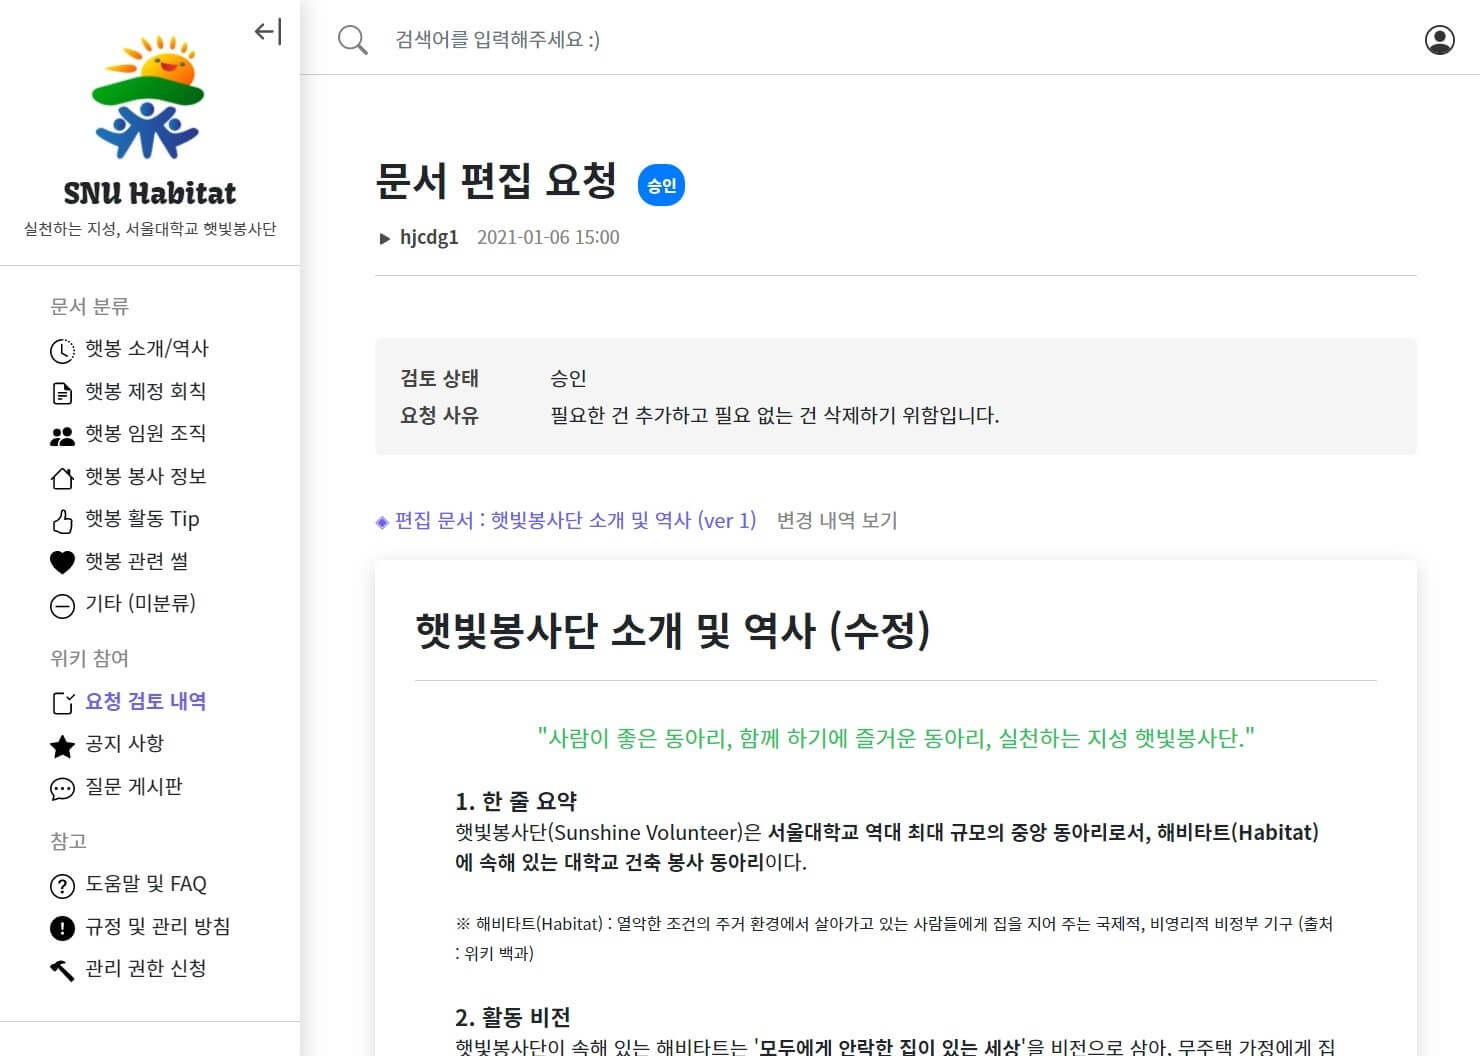 SNU Habitat
실천하는 지성, 서울대학교 햇빛봉사단
문서 분류
햇봉 소개/역사
햇봉 제정 회칙
햇봉 임원 조직
햇봉 봉사 정보
햇봉 활동 Tip
햇봉 관련 썰
기타 (미분류)
위키 참여
요청 검토 내역
공지 사항
질문 게시판
참고
도움말 및 FAQ
규정 및 관리 방침
관리 권한 신청
검색어를 입력해주세요 :)
문서 편집 요청 승인
▶ hjcdg1 2021-01-06 15:00
검토 상태 승인
요청 사유 필요한 건 추가하고 필요 없는 건 삭제하기 위함입니다.
◈ 편집 문서 : 햇빛봉사단 소개 및 역사 (ver 1) 변경 내역 보기
햇빛봉사단 소개 및 역사 (수정)
"사람이 좋은 동아리, 함께 하기에 즐거운 동아리, 실천하는 지성 햇빛봉사단."
1. 한 줄 요약
햇빛봉사단(Sunshine Volunteer)은 서울대학교 역대 최대 규모의 중앙 동아리로서, 해비타트(Habitat)
에 속해 있는 대학교 건축 봉사 동아리이다.
※ 해비타트(Habitat) : 열악한 조건의 주거 환경에서 살아가고 있는 사람들에게 집을 지어 주는 국제적, 비영리적 비정부 기구 (출처
: 위키 백과)
2. 활동 비전
햇빛봉사단이 속해 있는 해비타트는 '모두에게 안락한 집이 있는 세상'을 비전으로 삼아, 무주택 가정에게 집